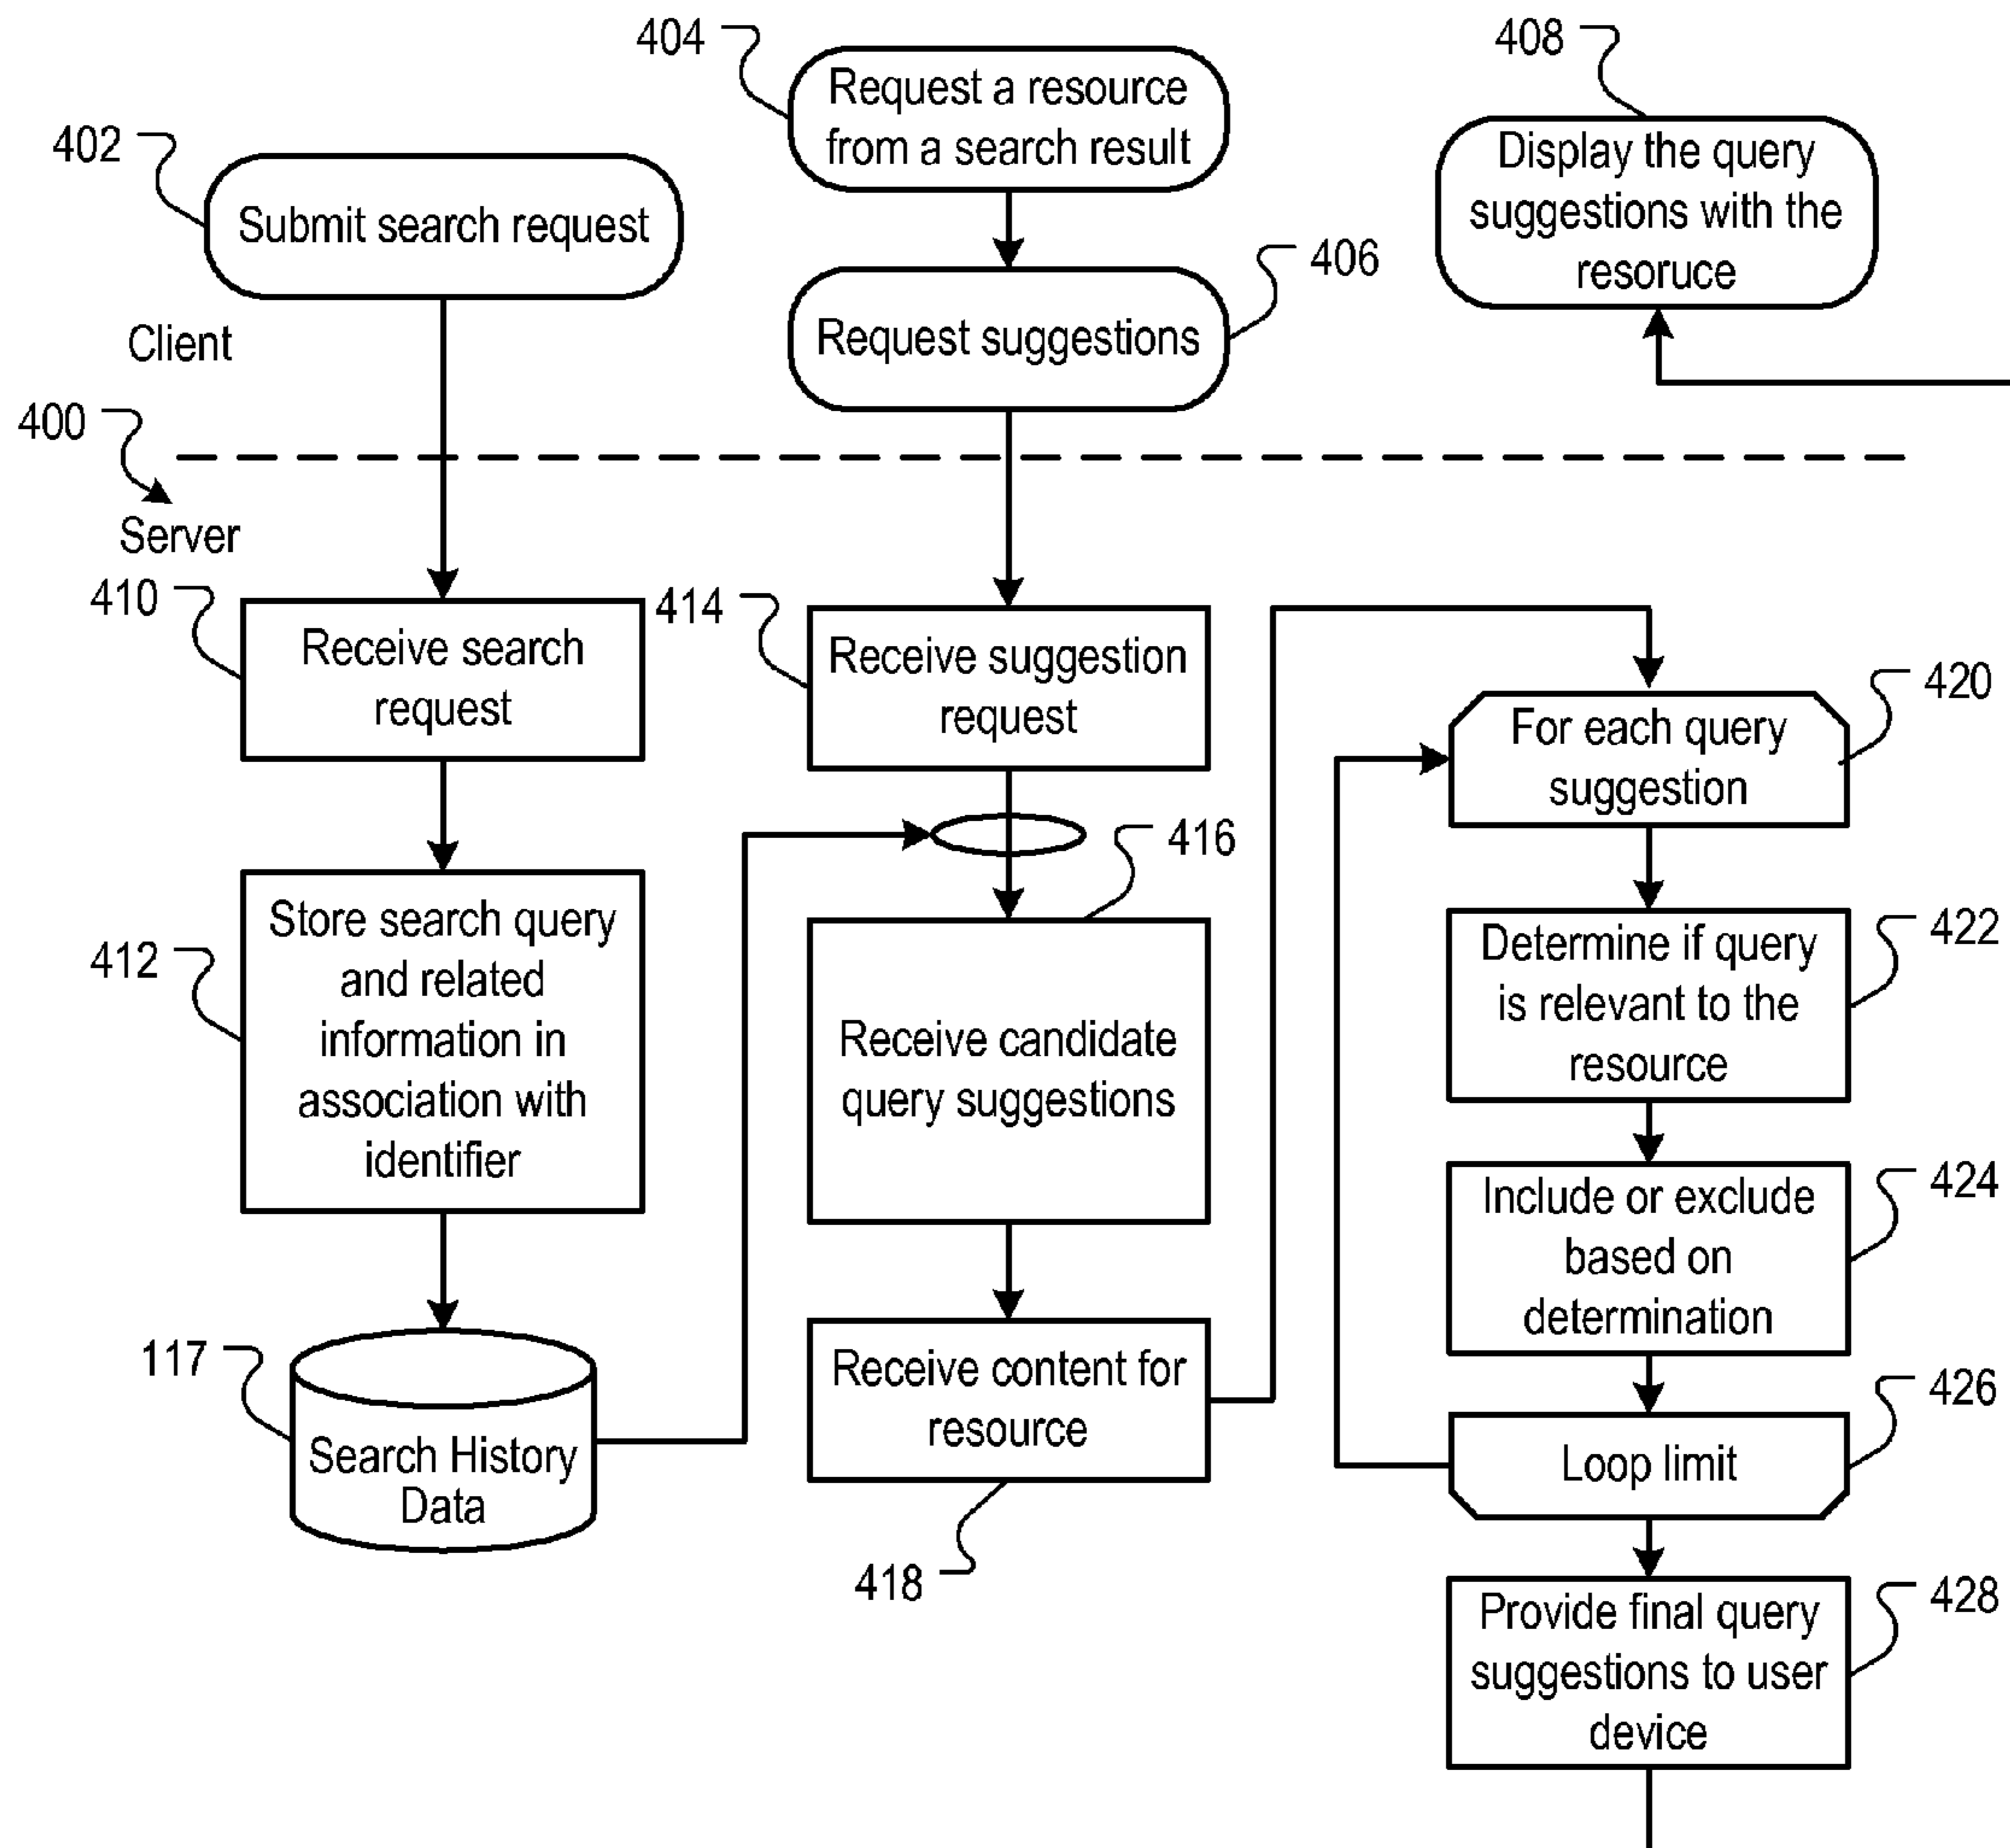 404
Request a resource
from a search result
408
Display the query
suggestions with the
resoruce
402
Submit search request
406
Request suggestions
Client
400
Server
410
Receive search
request
414
Receive suggestion
request
420
For each query
suggestion
416
412
Store search query
and related
information in
association with
identifier
Receive candidate
query suggestions
422
Determine if query
is relevant to the
resource
424
Include or exclude
based on
determination
117
Search History
Data
Receive content for
resource
418
426
Loop limit
428
Provide final query
suggestions to user
device